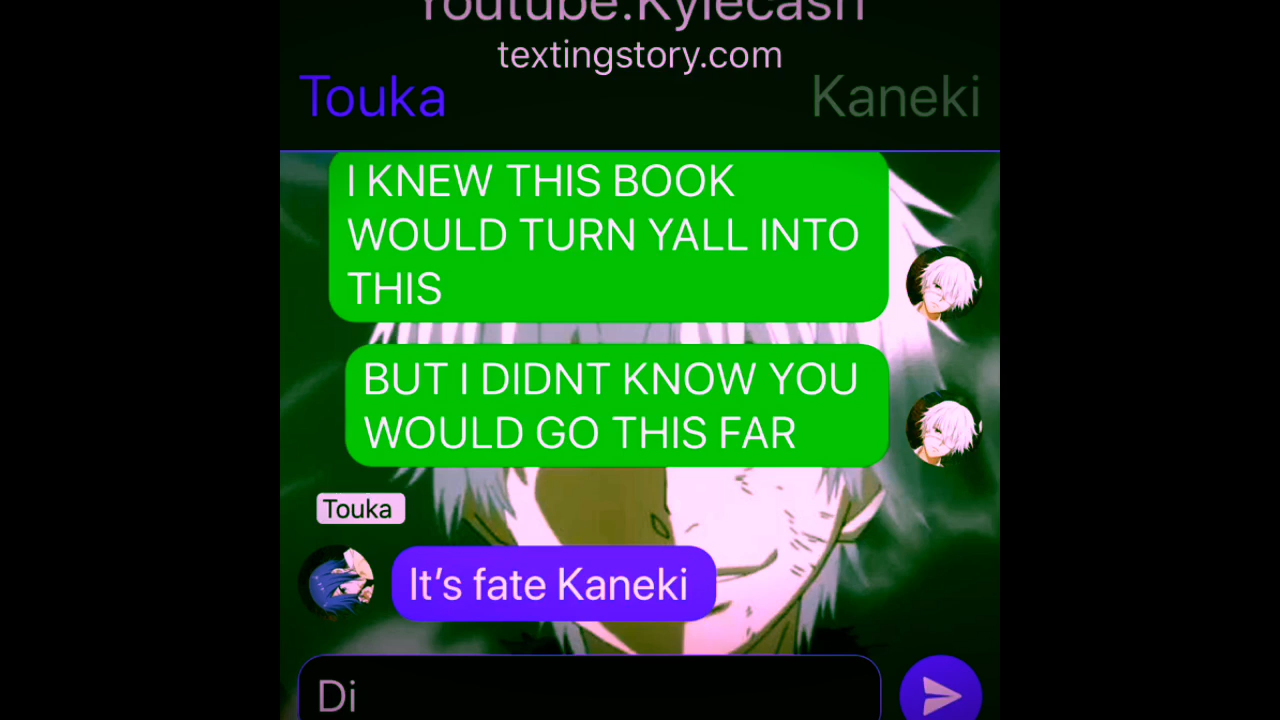 Youtube:Kylecash
textingstory.com
Touka
Kaneki
I KNEW THIS BOOK
WOULD TURN YALL INTO
THIS
BUT I DIDNT KNOW YOU
WOULD GO THIS FAR
Touka
It’s fate Kaneki
Di